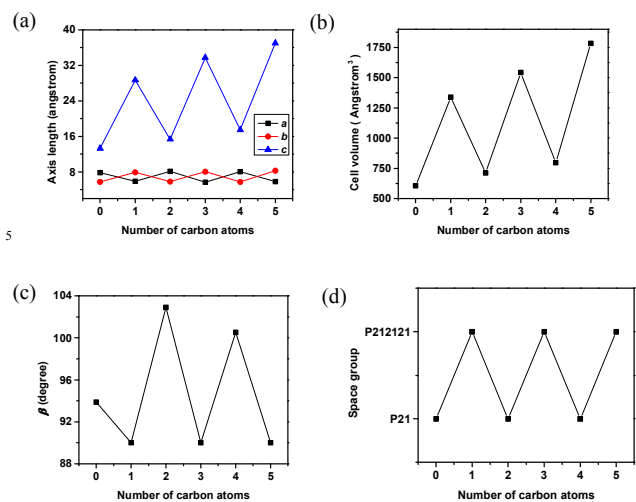 (a)
40
32
24
16
8
Axis length (angstrom)
a
b
c
0 1 2 3 4 5
Number of carbon atoms
(b)
1750
1500
1250
1000
750
500
Cell volume ( Angstrom³)
0 1 2 3 4 5
Number of carbon atoms
5
(c)
104
100
96
92
88
β (degree)
0 1 2 3 4 5
Number of carbon atoms
(d)
P212121
P21
Space group
0 1 2 3 4 5
Number of carbon atoms